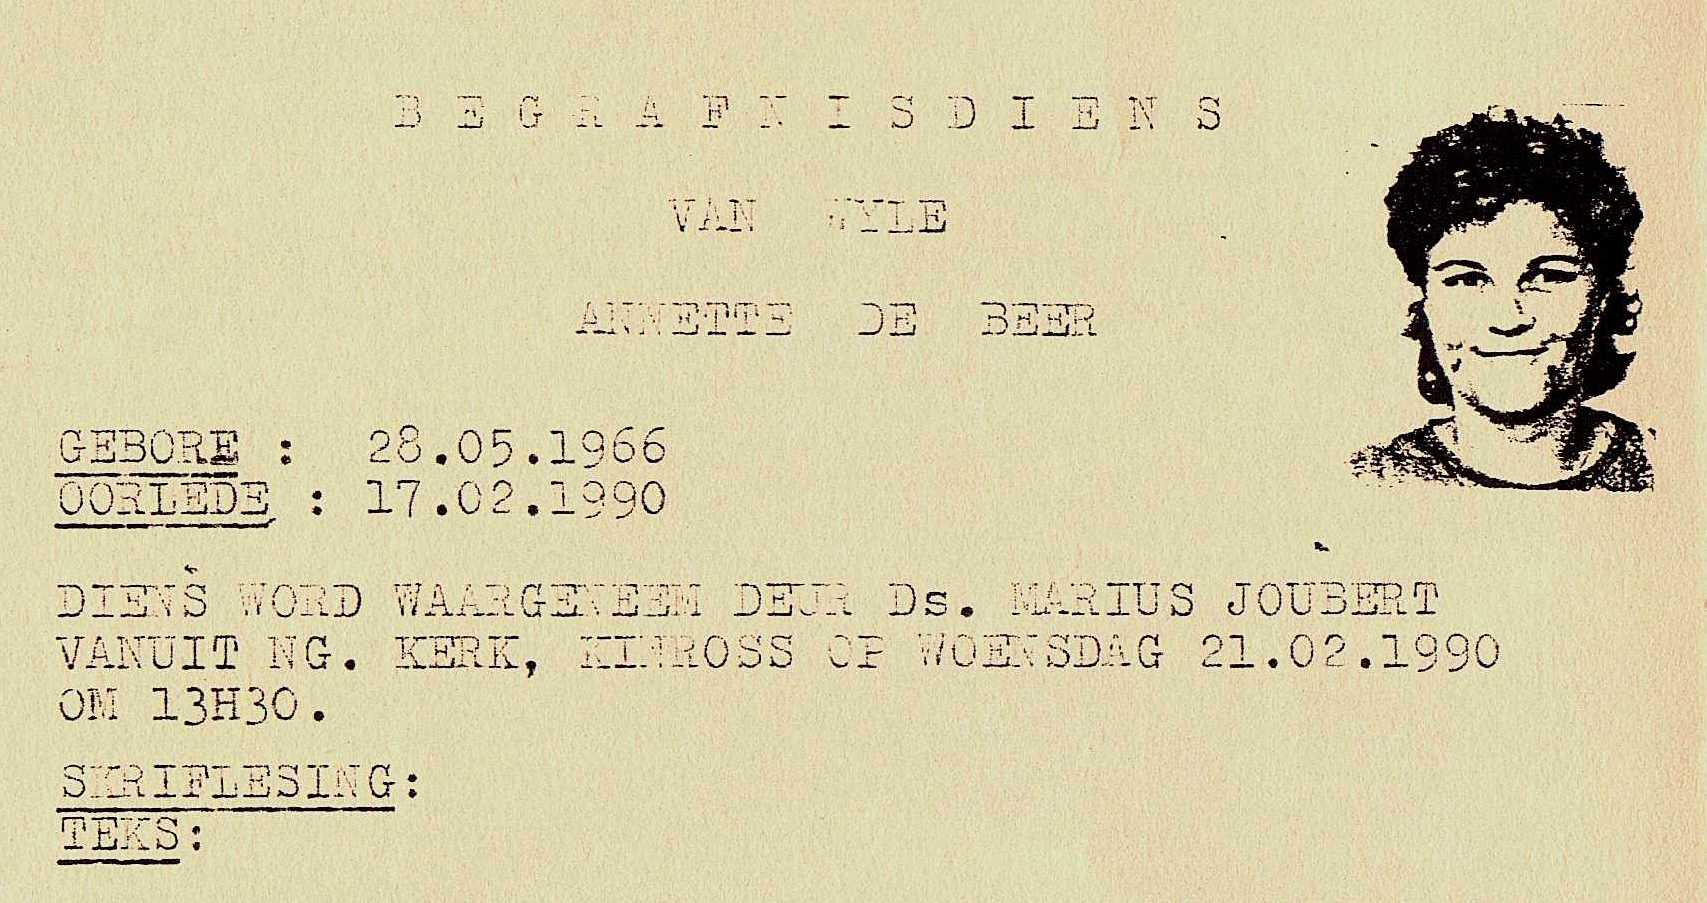 B E G R A F N I S D I E N S
VAN WYLE
ANNETTE DE BEER
GEBORE : 28.05.1966
OORLEDE : 17.02.1990
DIENS WORD WAARGENEEM DEUR Ds. MARIUS JOUBERT
VANUIT NG. KERK, KINROSS OP WOENSDAG 21.02.1990
OM 13H30.
SKRIFLESING:
TEKS: